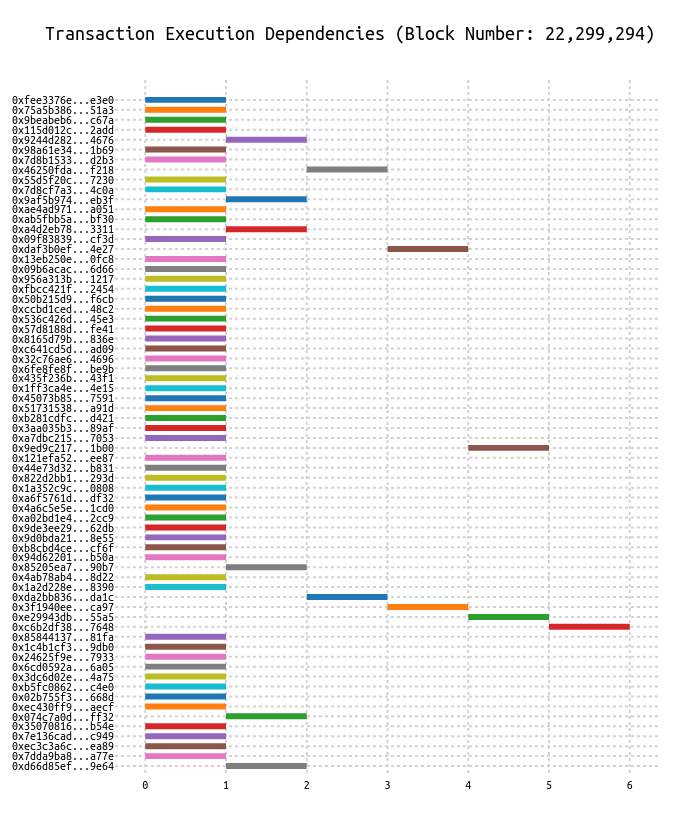 Transaction Execution Dependencies (Block Number: 22,299,294)
0xfee3376e...e3e0
0x75a5b386...51a3
0x9beabeb6...c67a
0x115d012c...2add
0x9244d282...4676
0x98a61e34...1b69
0x7d8b1533...d2b3
0x46250fda...f218
0x55d5f20c...7230
0x7d8cf7a3...4c0a
0x9af5b974...eb3f
0xae4ad971...a051
0xab5fbb5a...bf30
0xa4d2eb78...3311
0x09f83839...cf3d
0xdaf3b0ef...4e27
0x13eb250e...0fc8
0x09b6acac...6d66
0x956a313b...1217
0xfbcc421f...2454
0x50b215d9...f6cb
0xccbd1ced...48c2
0x536c426d...45e3
0x57d8188d...fe41
0x8165d79b...836e
0xc641cd5d...ad09
0x32c76ae6...4696
0x6fe8fe8f...be9b
0x435f236b...43f1
0x1ff3ca4e...4e15
0x45073b85...7591
0x51731538...a91d
0xb281cdfc...d421
0x3aa035b3...89af
0xa7dbc215...7053
0x9ed9c217...1b00
0x121efa52...ee87
0x44e73d32...b831
0x822d2bb1...293d
0x1a352c9c...0808
0xa6f5761d...df32
0x4a6c5e5e...1cd0
0xa02bd1e4...2cc9
0x9de3ee29...62db
0x9d0bda21...8e55
0xb8cbd4ce...cf6f
0x94d62201...b50a
0x85205ea7...90b7
0x4ab78ab4...8d22
0x1a2d228e...8390
0xda2bb836...da1c
0x3f1940ee...ca97
0xe29943db...55a5
0xc6b2df38...7648
0x85844137...81fa
0x1c4b1cf3...9db0
0x24625f9e...7933
0x6cd0592a...6a05
0x3dc6d02e...4a75
0xb5fc0862...c4e0
0x02b755f3...668d
0xec430ff9...aecf
0x074c7a0d...ff32
0x35070816...b54e
0x7e136cad...c949
0xec3c3a6c...ea89
0x7dda9ba8...a77e
0xd66d85ef...9e64
0 1 2 3 4 5 6